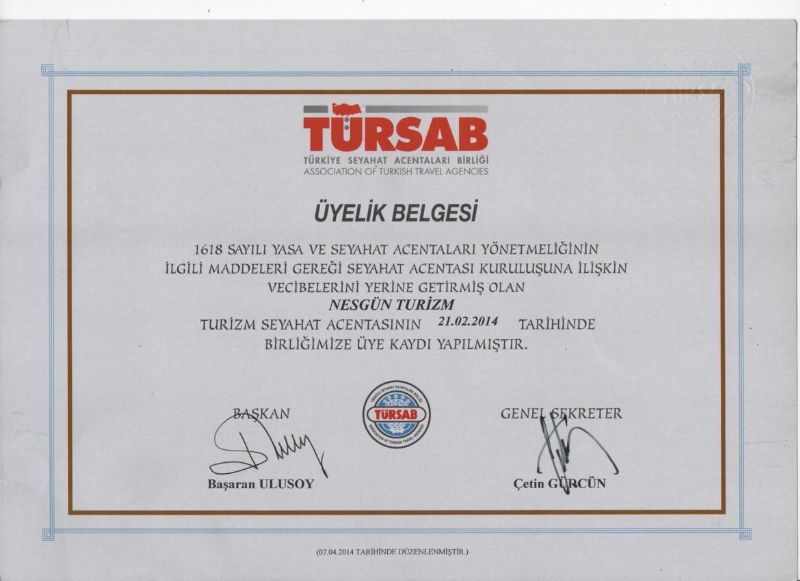 TÜRSAB
TÜRKİYE SEYAHAT ACENTALARI BİRLİĞİ
ASSOCIATION OF TURKISH TRAVEL AGENCIES
ÜYELİK BELGESİ
1618 SAYILI YASA VE SEYAHAT ACENTALARI YÖNETMELİĞİNİN
İLGİLİ MADDELERİ GEREĞİ SEYAHAT ACENTASI KURULUŞUNA İLİŞKİN
VECİBELERİNİ YERİNE GETİRMİŞ OLAN
NESGÜN TURİZM
TURİZM SEYAHAT ACENTASININ 21.02.2014 TARİHİNDE
BİRLİĞİMİZE ÜYE KAYDI YAPILMIŞTIR.
BAŞKAN
TÜRSAB
GENEL SEKRETER
Başaran ULUSOY
Çetin GÜRCÜN
(07.04.2014 TARİHİNDE DÜZENLENMİŞTİR.)